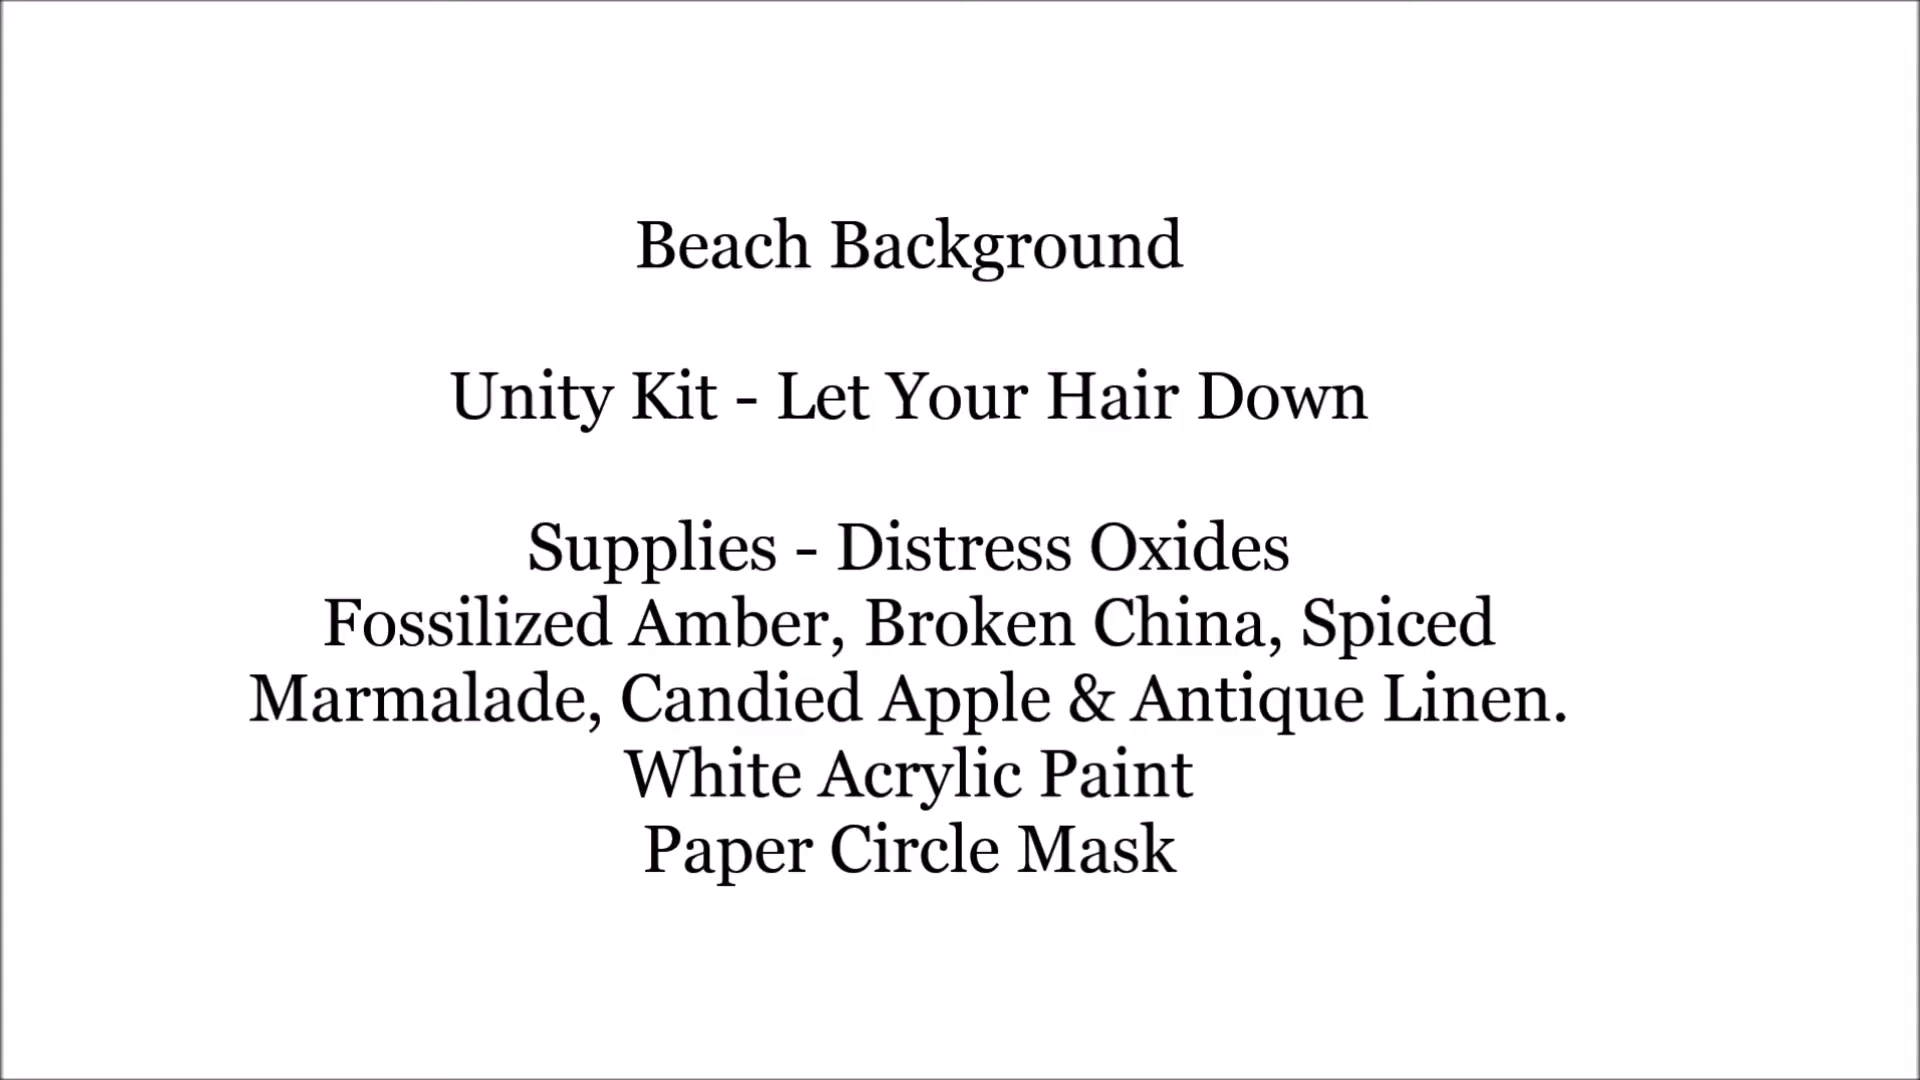 Beach Background
Unity Kit - Let Your Hair Down
Supplies - Distress Oxides
Fossilized Amber, Broken China, Spiced
Marmalade, Candied Apple & Antique Linen.
White Acrylic Paint
Paper Circle Mask